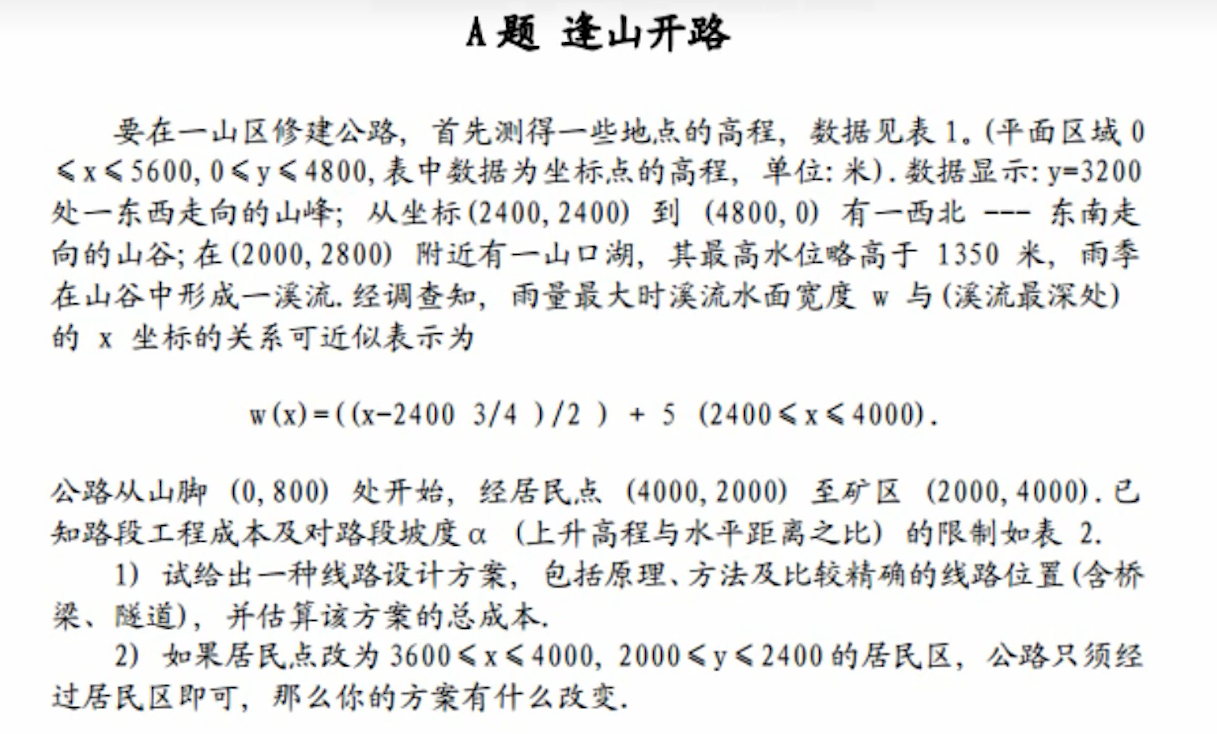 A题 逢山开路
要在一山区修建公路, 首先测得一些地点的高程, 数据见表 1。(平面区域 0
≤x≤5600, 0≤y≤4800, 表中数据为坐标点的高程, 单位: 米). 数据显示: y=3200
处一东西走向的山峰; 从坐标(2400, 2400) 到 (4800, 0) 有一西北 --- 东南走
向的山谷; 在(2000, 2800) 附近有一山口湖, 其最高水位略高于 1350 米, 雨季
在山谷中形成一溪流. 经调查知, 雨量最大时溪流水面宽度 w 与(溪流最深处)
的 x 坐标的关系可近似表示为
w(x)=((x-2400 3/4 )/2 ) + 5 (2400≤x≤4000).
公路从山脚 (0, 800) 处开始, 经居民点 (4000, 2000) 至矿区 (2000, 4000). 已
知路段工程成本及对路段坡度α (上升高程与水平距离之比) 的限制如表 2.
1) 试给出一种线路设计方案, 包括原理、方法及比较精确的线路位置(含桥
梁、隧道), 并估算该方案的总成本.
2) 如果居民点改为 3600≤x≤4000, 2000≤y≤2400 的居民区, 公路只须经
过居民区即可, 那么你的方案有什么改变.